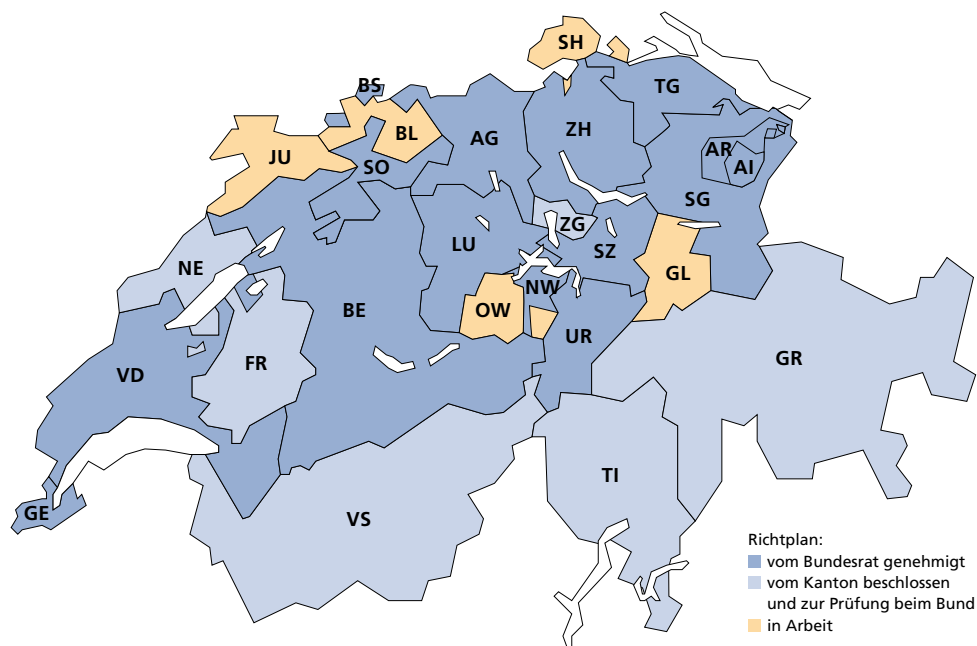 SH
BS
TG
BL
AG
ZH
JU
SO
AR
AI
SG
ZG
LU
SZ
NE
GL
NW
OW
BE
UR
GR
FR
VD
TI
GE
VS
Richtplan:
vom Bundesrat genehmigt
vom Kanton beschlossen
und zur Prüfung beim Bund
in Arbeit